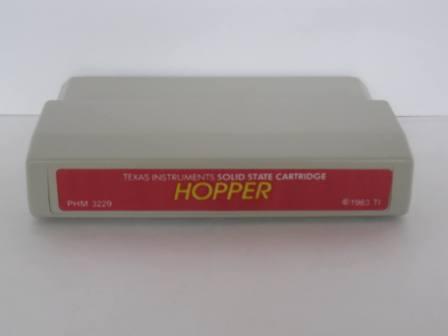 TEXAS INSTRUMENTS SOLID STATE CARTRIDGE
HOPPER
PHM 3229 © 1983 TI